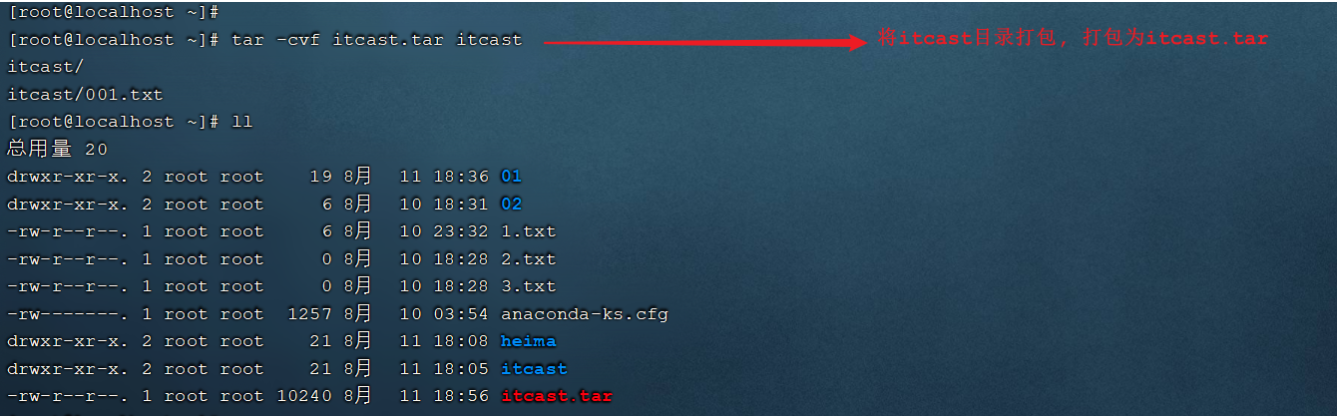 [root@localhost ~]#
[root@localhost ~]# tar -cvf itcast.tar itcast 将itcast目录打包, 打包为itcast.tar
itcast/
itcast/001.txt
[root@localhost ~]# ll
总用量 20
drwxr-xr-x. 2 root root    19 8月  11 18:36 01
drwxr-xr-x. 2 root root     6 8月  10 18:31 02
-rw-r--r--. 1 root root     6 8月  10 23:32 1.txt
-rw-r--r--. 1 root root     0 8月  10 18:28 2.txt
-rw-r--r--. 1 root root     0 8月  10 18:28 3.txt
-rw-------. 1 root root  1257 8月  10 03:54 anaconda-ks.cfg
drwxr-xr-x. 2 root root    21 8月  11 18:08 heima
drwxr-xr-x. 2 root root    21 8月  11 18:05 itcast
-rw-r--r--. 1 root root 10240 8月  11 18:56 itcast.tar